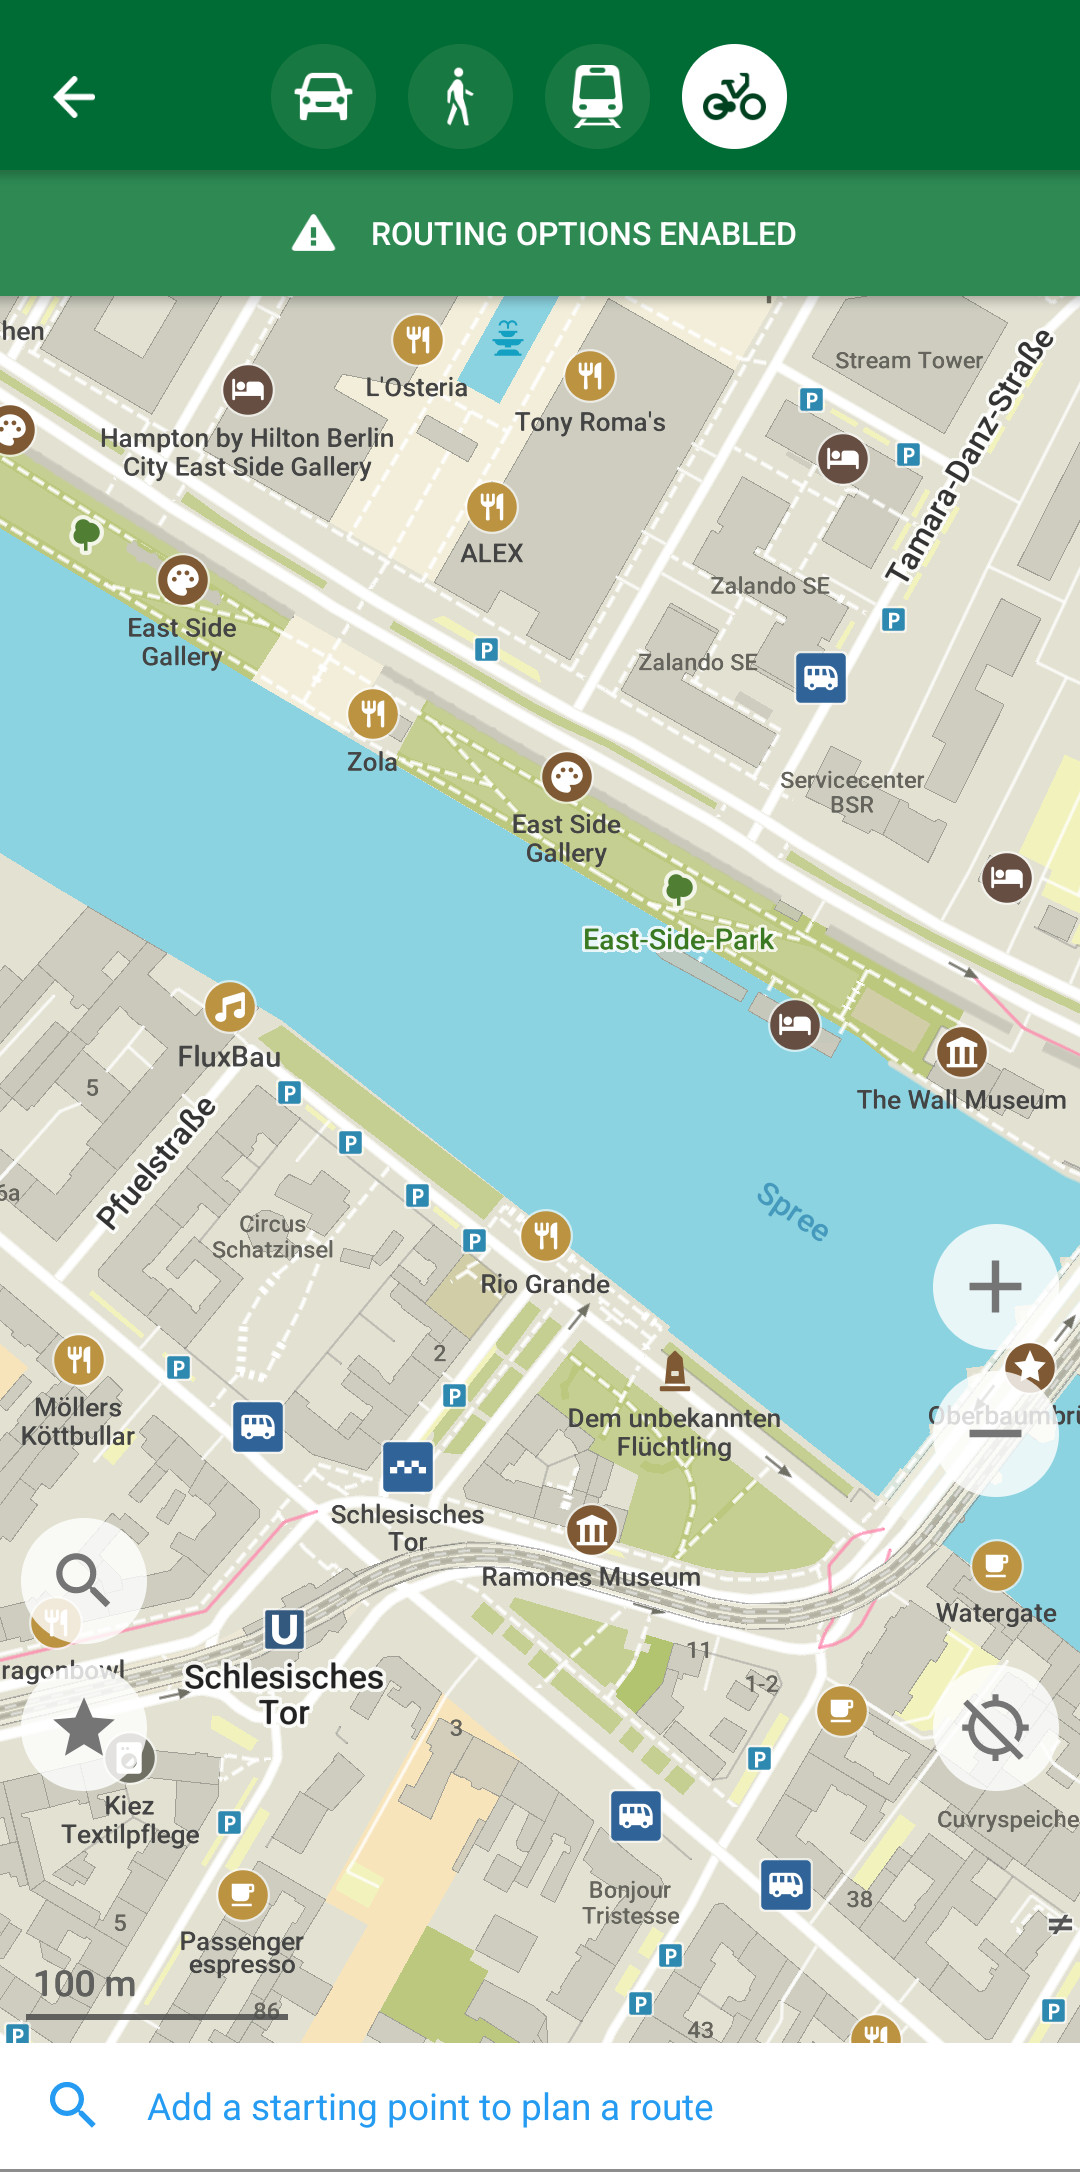 ROUTING OPTIONS ENABLED
hen
L'Osteria
Stream Tower
Tony Roma's
Hampton by Hilton Berlin
City East Side Gallery
P
P
Tamara-Danz-Straße
ALEX
Zalando SE
P
East Side
Gallery
P
Zalando SE
Zola
Servicecenter
BSR
East Side
Gallery
East-Side-Park
FluxBau
5
P
The Wall Museum
Pfuelstraße
P
6a
P
Spree
Circus
Schatzinsel
P
Rio Grande
2
P
P
Möllers
Köttbullar
Dem unbekannten
Flüchtling
Oberbaumbrü
Schlesisches
Tor
Ramones Museum
Watergate
U
Schlesisches
Tor
ragonbowl
11
1-2
3
P
Kiez
Textilpflege
P
Cuvryspeiche
Bonjour
Tristesse
38
5
Passenger
espresso
P
100 m
86
P
P
43
P
Add a starting point to plan a route